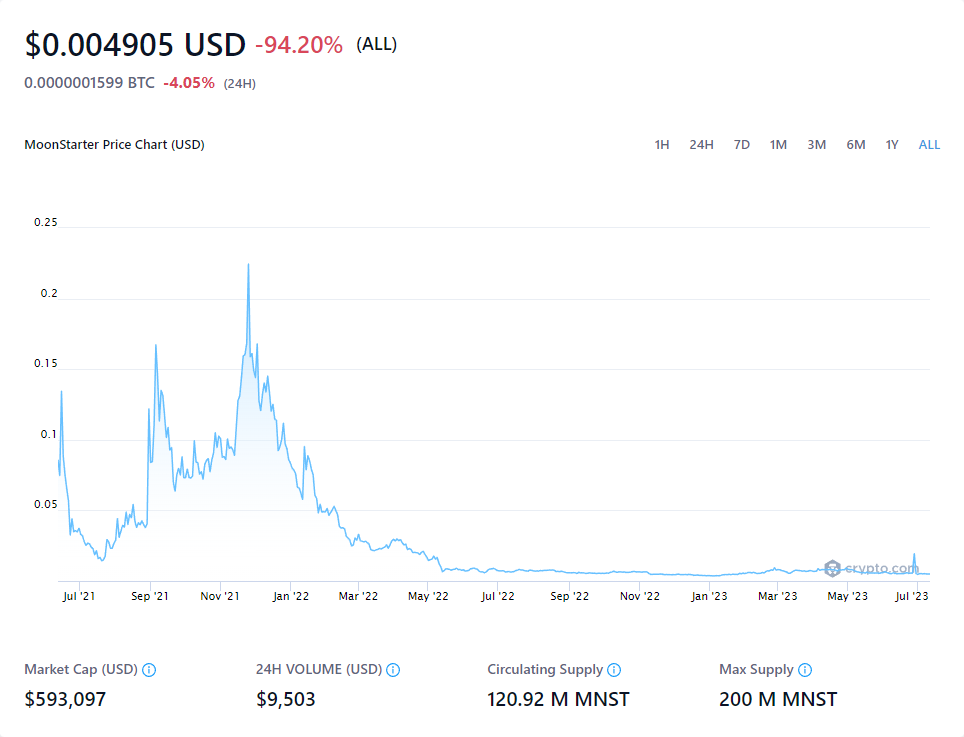 $0.004905 USD -94.20% (ALL)
0.0000001599 BTC -4.05% (24H)
MoonStarter Price Chart (USD) 1H 24H 7D 1M 3M 6M 1Y ALL
0.25
0.2
0.15
0.1
0.05
crypto.com
Jul '21 Sep '21 Nov '21 Jan '22 Mar '22 May '22 Jul '22 Sep '22 Nov '22 Jan '23 Mar '23 May '23 Jul '23
Market Cap (USD) 24H VOLUME (USD) Circulating Supply Max Supply
$593,097 $9,503 120.92 M MNST 200 M MNST